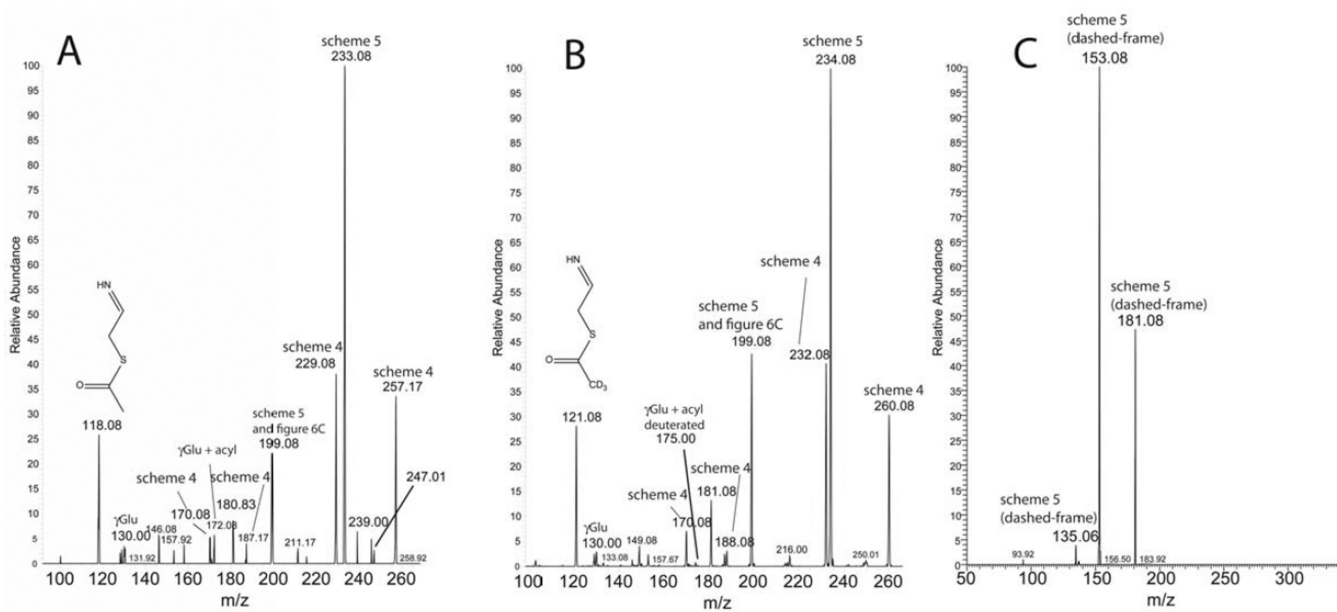 A
scheme 5
233.08
scheme 4
229.08
scheme 4
257.17
scheme 5
and figure 6C
199.08
118.08
γGlu + acyl
247.01
scheme 4
scheme 4
180.83
170.08
172.08
239.00
γGlu
130.00
146.08
157.92
131.92
187.17
211.17
258.92
HN
S
O
Relative Abundance
100
95
90
85
80
75
70
65
60
55
50
45
40
35
30
25
20
15
10
5
0
100 120 140 160 180 200 220 240 260
m/z
B
scheme 5
234.08
scheme 4
232.08
scheme 5
and figure 6C
199.08
scheme 4
260.08
121.08
γGlu + acyl
deuterated
175.00
scheme 4
181.08
scheme 4
170.08
188.08
γGlu
130.00
149.08
133.08
157.67
216.00
250.01
HN
S
O
CD3
Relative Abundance
100
95
90
85
80
75
70
65
60
55
50
45
40
35
30
25
20
15
10
5
0
100 120 140 160 180 200 220 240 260
m/z
C
scheme 5
(dashed-frame)
153.08
scheme 5
(dashed-frame)
181.08
scheme 5
(dashed-frame)
135.06
93.92
156.50
183.92
Relative Abundance
100
95
90
85
80
75
70
65
60
55
50
45
40
35
30
25
20
15
10
5
0
50 100 150 200 250 300
m/z